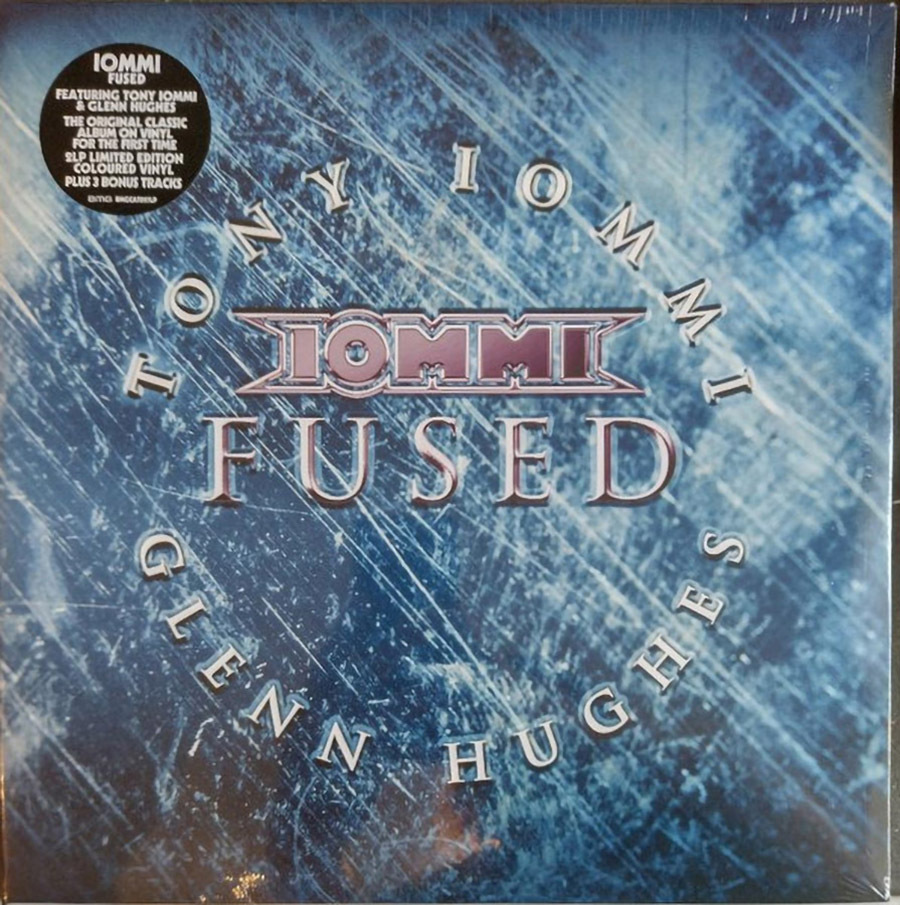 IOMMI
FUSED
FEATURING TONY IOMMI
& GLENN HUGHES
THE ORIGINAL CLASSIC
ALBUM ON VINYL
FOR THE FIRST TIME
2LP LIMITED EDITION
COLOURED VINYL
PLUS 3 BONUS TRACKS
TONY IOMMI
IOMMI
FUSED
GLENN HUGHES